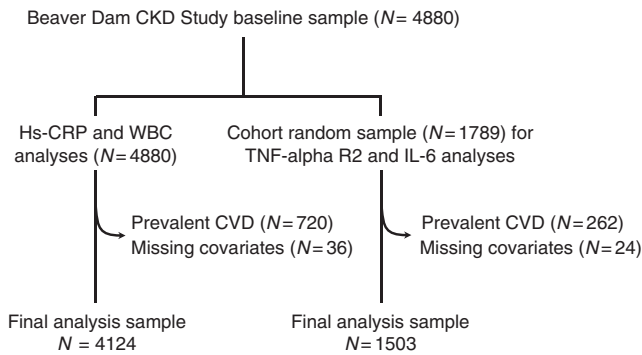 Beaver Dam CKD Study baseline sample (N= 4880)
Hs-CRP and WBC
analyses (N= 4880)
Cohort random sample (N= 1789) for
TNF-alpha R2 and IL-6 analyses
Prevalent CVD (N= 720)
Missing covariates (N= 36)
Prevalent CVD (N= 262)
Missing covariates (N= 24)
Final analysis sample
N = 4124
Final analysis sample
N= 1503